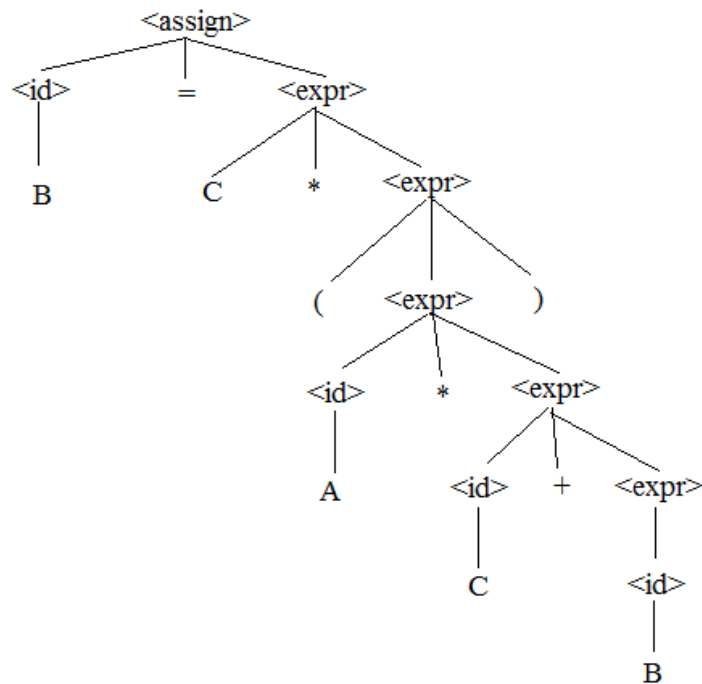 <assign>
<id> = <expr>
B C * <expr>
( <expr> )
<id> * <expr>
A <id> + <expr>
C <id>
B